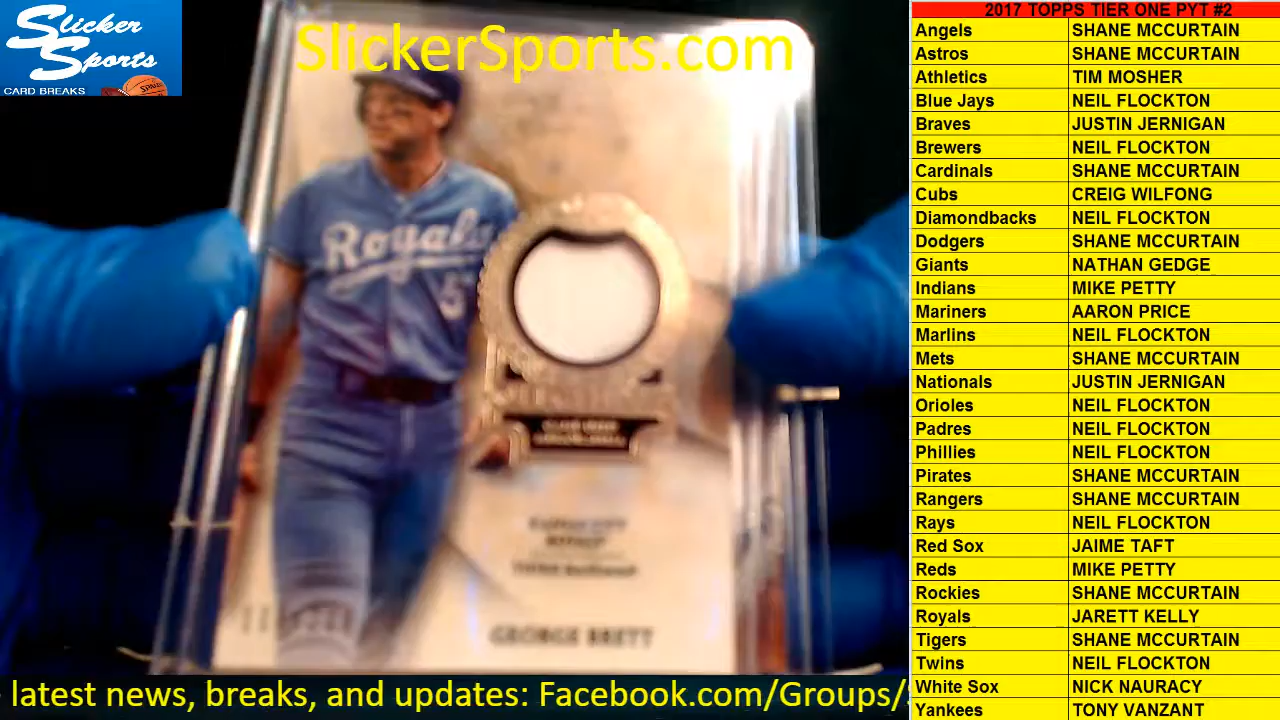 Slicker
Sports
CARD BREAKS
SlickerSports.com
Royals
5
KANSAS CITY
ROYALS
GEORGE BRETT
latest news, breaks, and updates: Facebook.com/Groups/
2017 TOPPS TIER ONE PYT #2
Angels SHANE MCCURTAIN
Astros SHANE MCCURTAIN
Athletics TIM MOSHER
Blue Jays NEIL FLOCKTON
Braves JUSTIN JERNIGAN
Brewers NEIL FLOCKTON
Cardinals SHANE MCCURTAIN
Cubs CREIG WILFONG
Diamondbacks NEIL FLOCKTON
Dodgers SHANE MCCURTAIN
Giants NATHAN GEDGE
Indians MIKE PETTY
Mariners AARON PRICE
Marlins NEIL FLOCKTON
Mets SHANE MCCURTAIN
Nationals JUSTIN JERNIGAN
Orioles NEIL FLOCKTON
Padres NEIL FLOCKTON
Phillies NEIL FLOCKTON
Pirates SHANE MCCURTAIN
Rangers SHANE MCCURTAIN
Rays NEIL FLOCKTON
Red Sox JAIME TAFT
Reds MIKE PETTY
Rockies SHANE MCCURTAIN
Royals JARETT KELLY
Tigers SHANE MCCURTAIN
Twins NEIL FLOCKTON
White Sox NICK NAURACY
Yankees TONY VANZANT